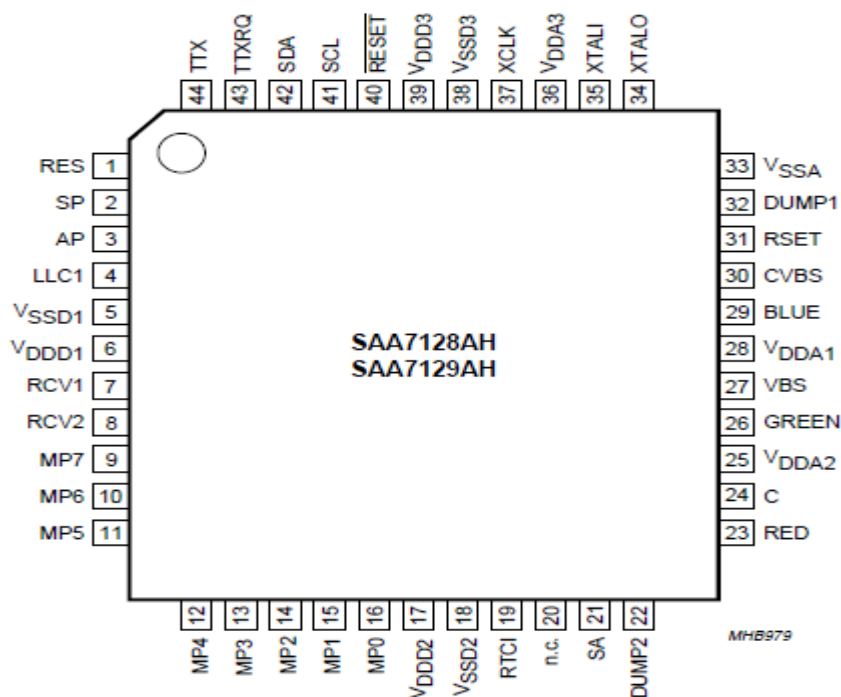 TTX
TTXRQ
SDA
SCL
RESET
VDDD3
VSSD3
XCLK
VDDA3
XTALI
XTALO
44
43
42
41
40
39
38
37
36
35
34
RES 1
SP 2
AP 3
LLC1 4
VSSD1 5
VDDD1 6
RCV1 7
RCV2 8
MP7 9
MP6 10
MP5 11
SAA7128AH
SAA7129AH
33 VSSA
32 DUMP1
31 RSET
30 CVBS
29 BLUE
28 VDDA1
27 VBS
26 GREEN
25 VDDA2
24 C
23 RED
12
13
14
15
16
17
18
19
20
21
22
MP4
MP3
MP2
MP1
MP0
VDDD2
VSSD2
RTCI
n.c.
SA
DUMP2
MHB979